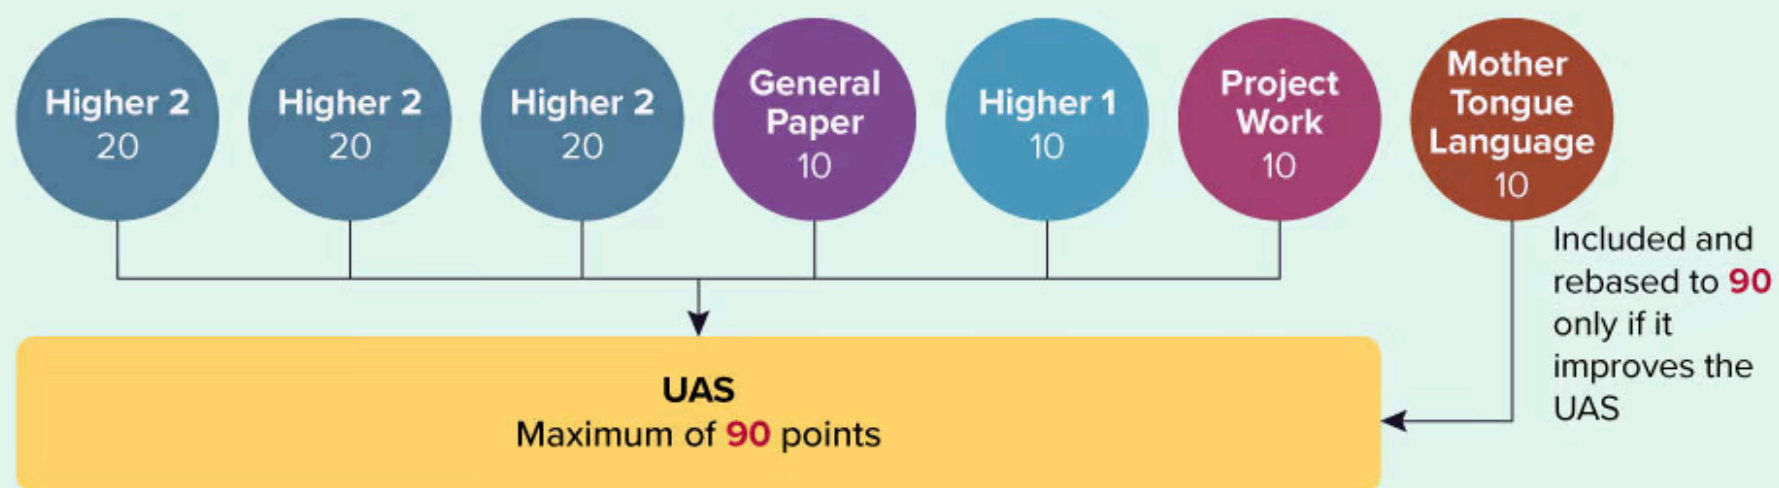 Higher 2
20
Higher 2
20
Higher 2
20
General
Paper
10
Higher 1
10
Project
Work
10
Mother
Tongue
Language
10
Included and
rebased to 90
only if it
improves the
UAS
UAS
Maximum of 90 points